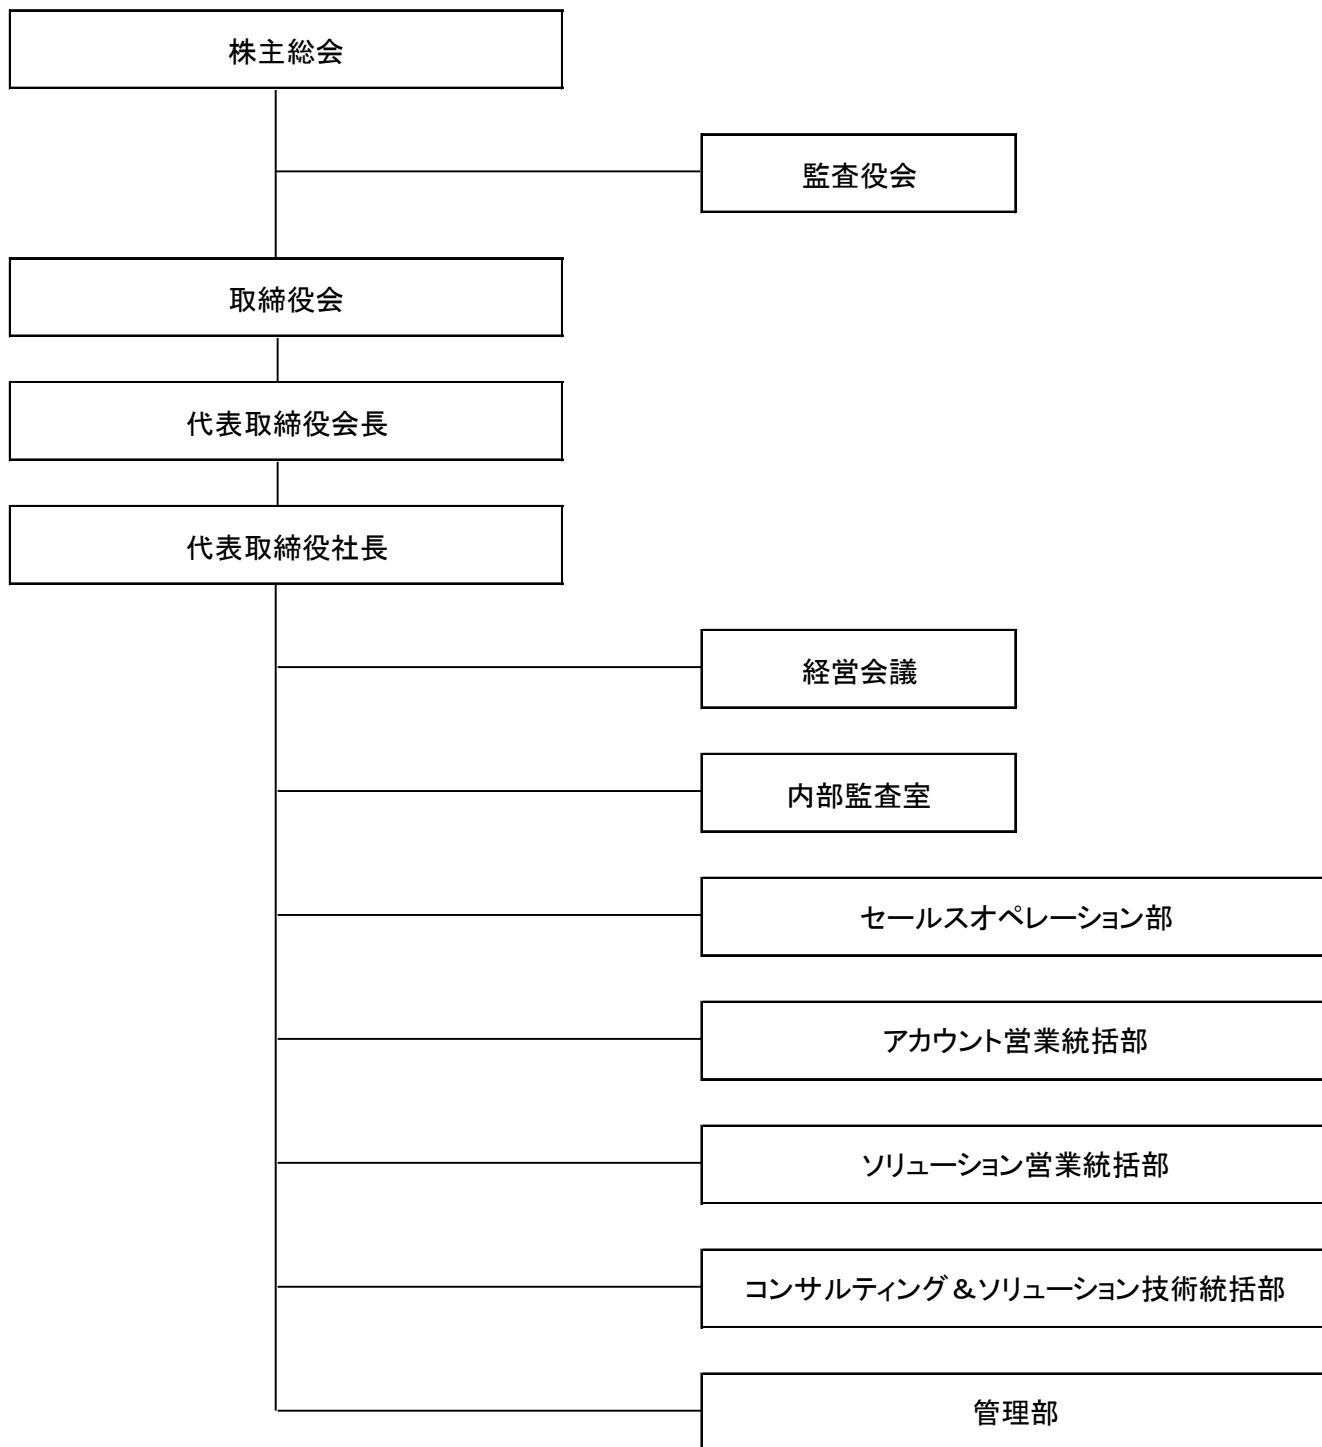 株主総会
監査役会
取締役会
代表取締役会長
代表取締役社長
経営会議
内部監査室
セールスオペレーション部
アカウント営業統括部
ソリューション営業統括部
コンサルティング＆ソリューション技術統括部
管理部